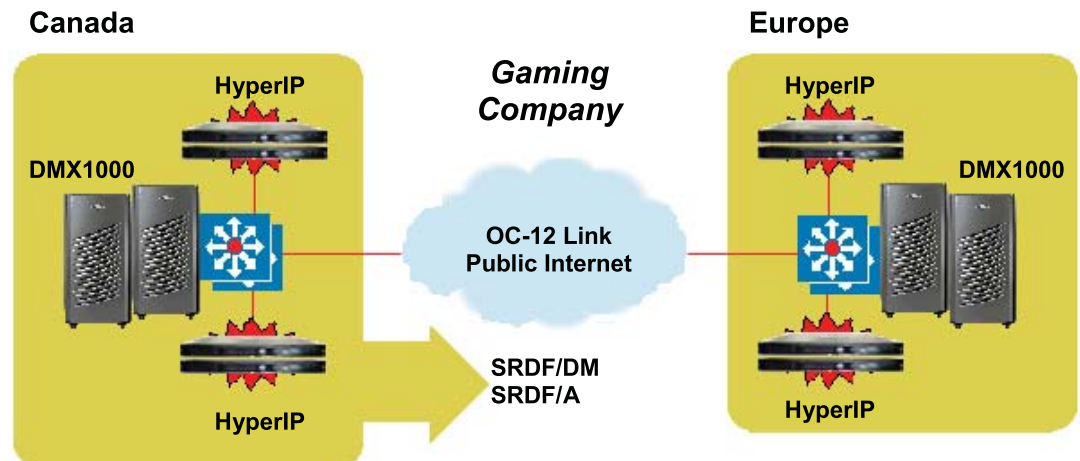 Canada
Europe
Gaming
Company
HyperIP
HyperIP
DMX1000
DMX1000
OC-12 Link
Public Internet
SRDF/DM
SRDF/A
HyperIP
HyperIP